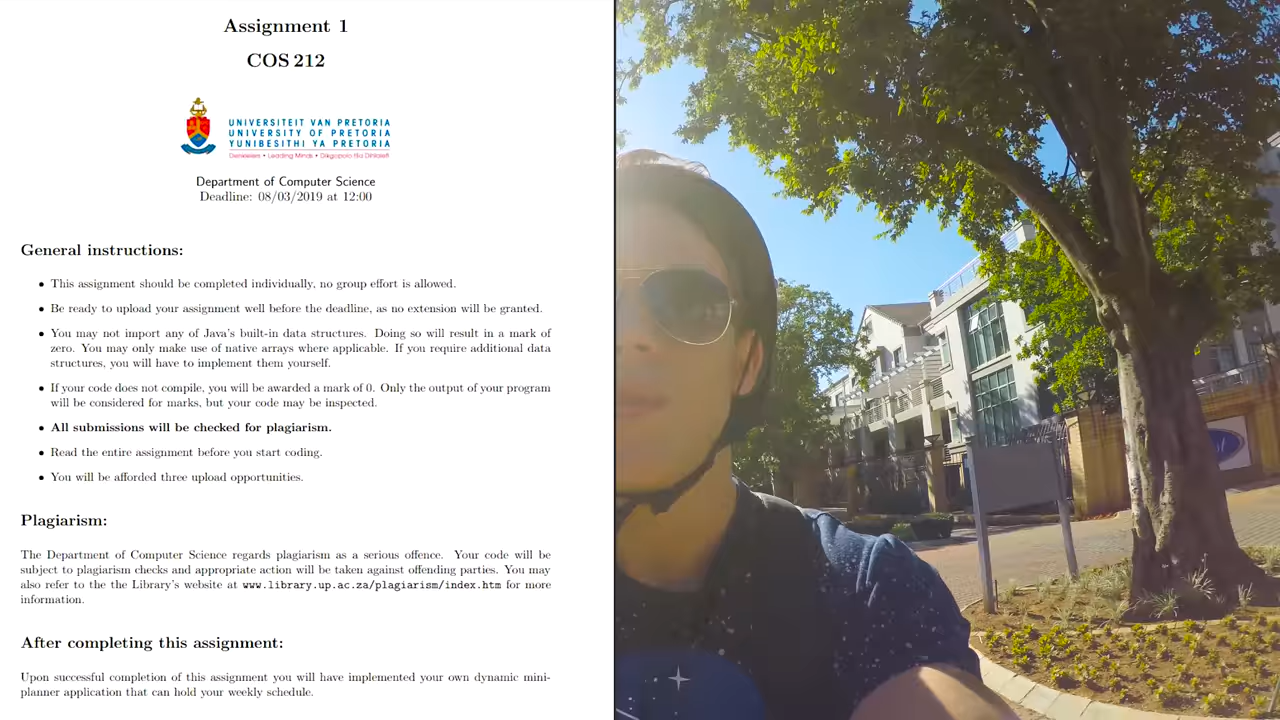 Assignment 1
COS 212
UNIVERSITEIT VAN PRETORIA
UNIVERSITY OF PRETORIA
YUNIBESITHI YA PRETORIA
Denkleiers • Leading Minds • Dikgopolo tša Dihlalefi
Department of Computer Science
Deadline: 08/03/2019 at 12:00
General instructions:
• This assignment should be completed individually, no group effort is allowed.
• Be ready to upload your assignment well before the deadline, as no extension will be granted.
• You may not import any of Java's built-in data structures. Doing so will result in a mark of
zero. You may only make use of native arrays where applicable. If you require additional data
structures, you will have to implement them yourself.
• If your code does not compile, you will be awarded a mark of 0. Only the output of your program
will be considered for marks, but your code may be inspected.
• All submissions will be checked for plagiarism.
• Read the entire assignment before you start coding.
• You will be afforded three upload opportunities.
Plagiarism:
The Department of Computer Science regards plagiarism as a serious offence. Your code will be
subject to plagiarism checks and appropriate action will be taken against offending parties. You may
also refer to the the Library's website at www.library.up.ac.za/plagiarism/index.htm for more
information.
After completing this assignment:
Upon successful completion of this assignment you will have implemented your own dynamic mini-
planner application that can hold your weekly schedule.